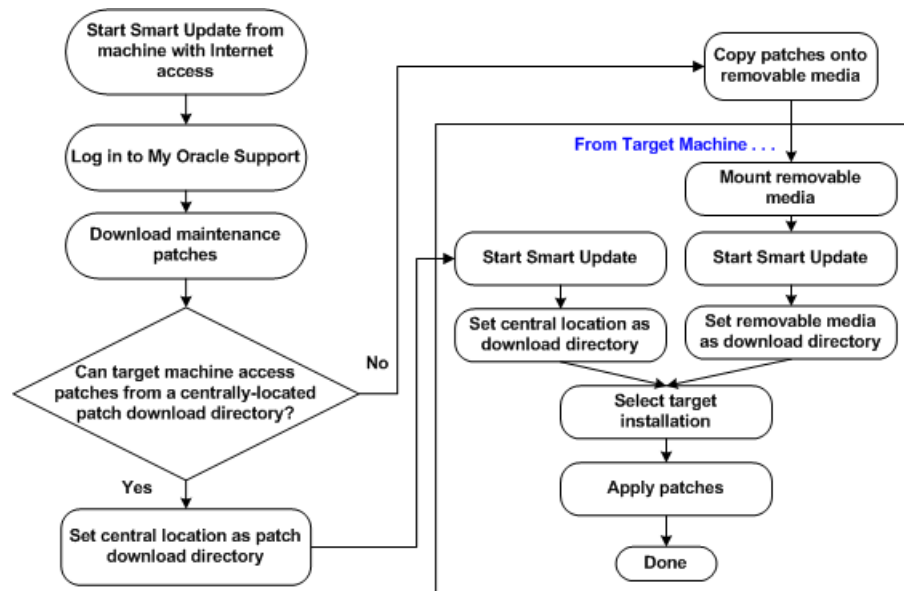 Start Smart Update from
machine with Internet
access
Log in to My Oracle Support
Download maintenance
patches
Can target machine access
patches from a centrally-located
patch download directory?
No
Yes
Set central location as patch
download directory
Copy patches onto
removable media
From Target Machine . . .
Mount removable
media
Start Smart Update
Set central location as
download directory
Start Smart Update
Set removable media
as download directory
Select target
installation
Apply patches
Done